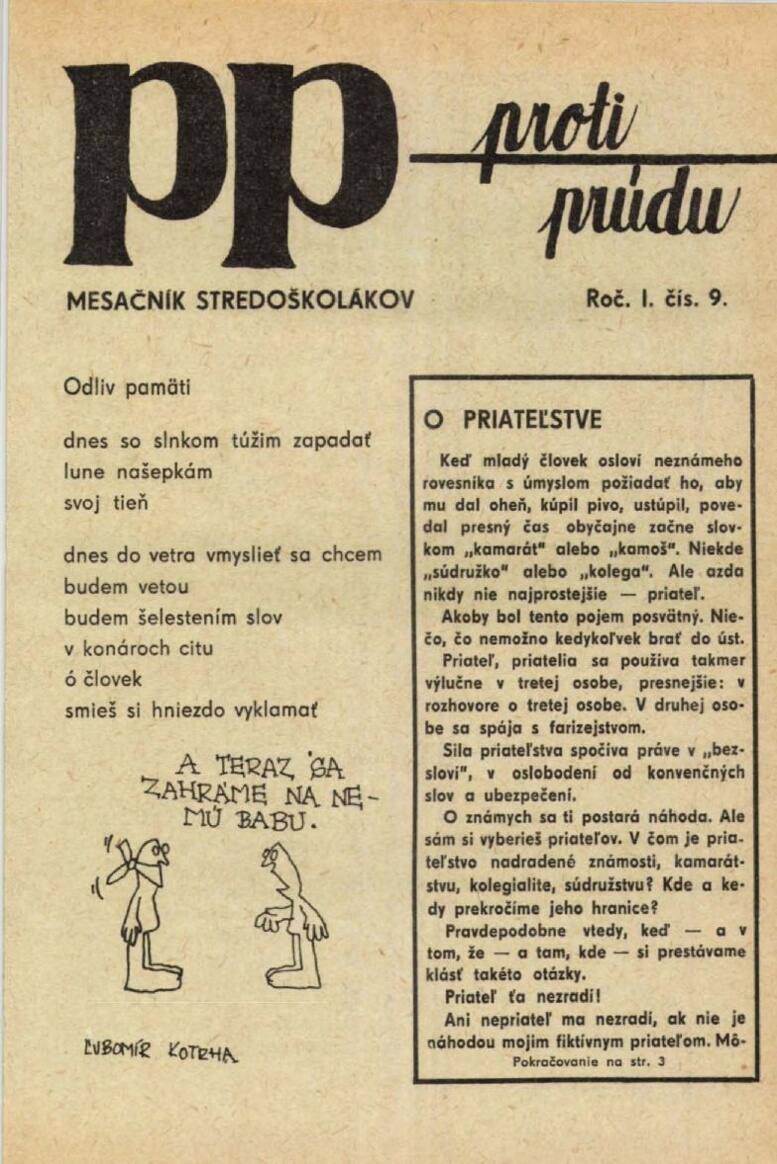 pp
proti
prúdu
MESAČNÍK STREDOŠKOLÁKOV
Roč. I. čís. 9.
Odliv pamäti
dnes so slnkom túžim zapadať
lune našepkám
svoj tieň
dnes do vetra vmyslieť sa chcem
budem vetou
budem šelestením slov
v konároch citu
ó človek
smieš si hniezdo vyklamať
A TERAZ SA
ZAHRÁME NA NE-
MÚ BABU.
ĽUBOMÍR KOTRHA
O PRIATEĽSTVE
Keď mladý človek osloví neznámeho
rovesníka s úmyslom požiadať ho, aby
mu dal oheň, kúpil pivo, ustúpil, pove-
dal presný čas obyčajne začne slov-
kom „kamarát" alebo „kamoš". Niekde
„súdružko" alebo „kolega". Ale azda
nikdy nie najprostejšie — priateľ.
Akoby bol tento pojem posvätný. Nie-
čo, čo nemožno kedykoľvek brať do úst.
Priateľ, priatelia sa používa takmer
výlučne v tretej osobe, presnejšie: v
rozhovore o tretej osobe. V druhej oso-
be sa spája s farizejstvom.
Sila priateľstva spočíva práve v „bez-
sloví", v oslobodení od konvenčných
slov a ubezpečení.
O známych sa ti postará náhoda. Ale
sám si vyberieš priateľov. V čom je pria-
teľstvo nadradené známosti, kamarát-
stvu, kolegialite, súdružstvu? Kde a ke-
dy prekročíme jeho hranice?
Pravdepodobne vtedy, keď — a v
tom, že — a tam, kde — si prestávame
klásť takéto otázky.
Priateľ ťa nezradí!
Ani nepriateľ ma nezradí, ak nie je
náhodou mojim fiktívnym priateľom. Mô-
Pokračovanie na str. 3